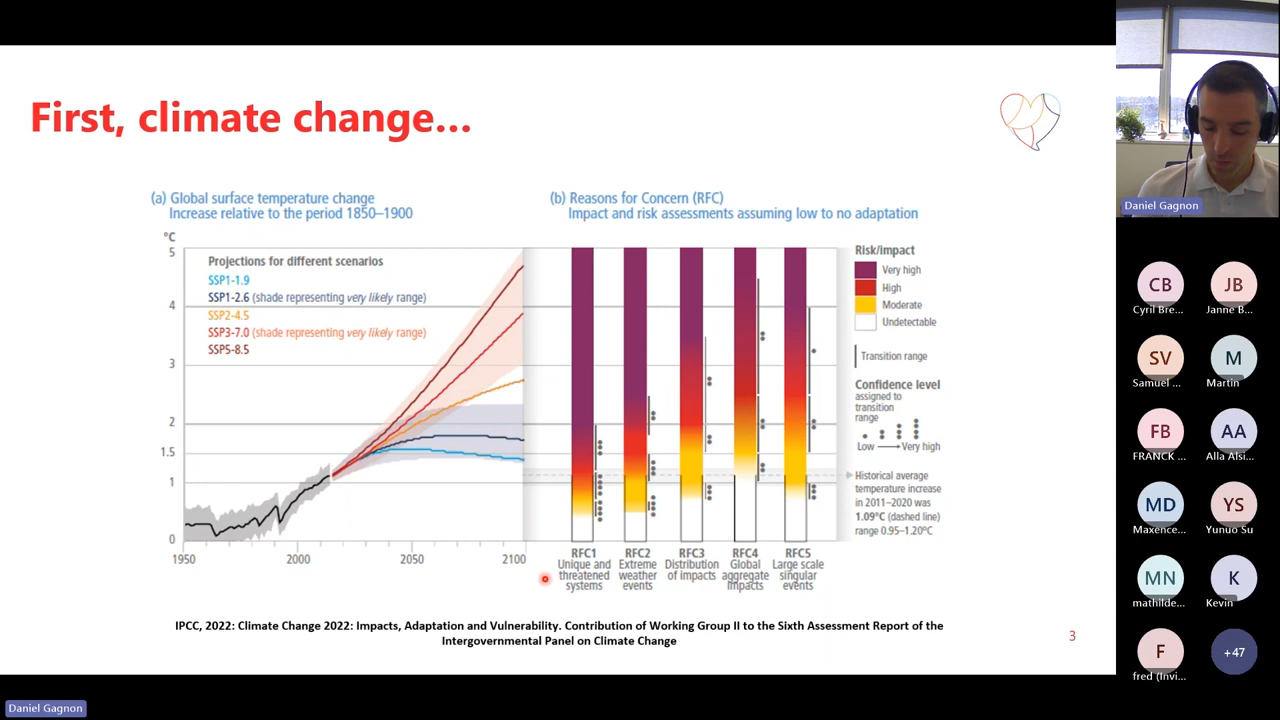 First, climate change...
(a) Global surface temperature change
Increase relative to the period 1850–1900
°C
5
4
3
2
1.5
1
0
Projections for different scenarios
SSP1-1.9
SSP1-2.6 (shade representing very likely range)
SSP2-4.5
SSP3-7.0 (shade representing very likely range)
SSP5-8.5
1950
2000
2050
2100
(b) Reasons for Concern (RFC)
Impact and risk assessments assuming low to no adaptation
RFC1
Unique and
threatened
systems
RFC2
Extreme
weather
events
RFC3
Distribution
of impacts
RFC4
Global
aggregate
impacts
RFC5
Large scale
singular
events
Risk/impact
Very high
High
Moderate
Undetectable
Transition range
Confidence level
assigned to
transition
range
Low → Very high
Historical average
temperature increase
in 2011–2020 was
1.09°C (dashed line)
range 0.95–1.20°C
IPCC, 2022: Climate Change 2022: Impacts, Adaptation and Vulnerability. Contribution of Working Group II to the Sixth Assessment Report of the
Intergovernmental Panel on Climate Change
3
Daniel Gagnon
Daniel Gagnon
CB
Cyril Bre...
JB
Janne B...
SV
Samuel ...
M
Martin
FB
FRANCK ...
AA
Alla Alsi...
MD
Maxence...
YS
Yunuo Su
MN
mathilde...
K
Kevin
F
fred (Invi...
+47